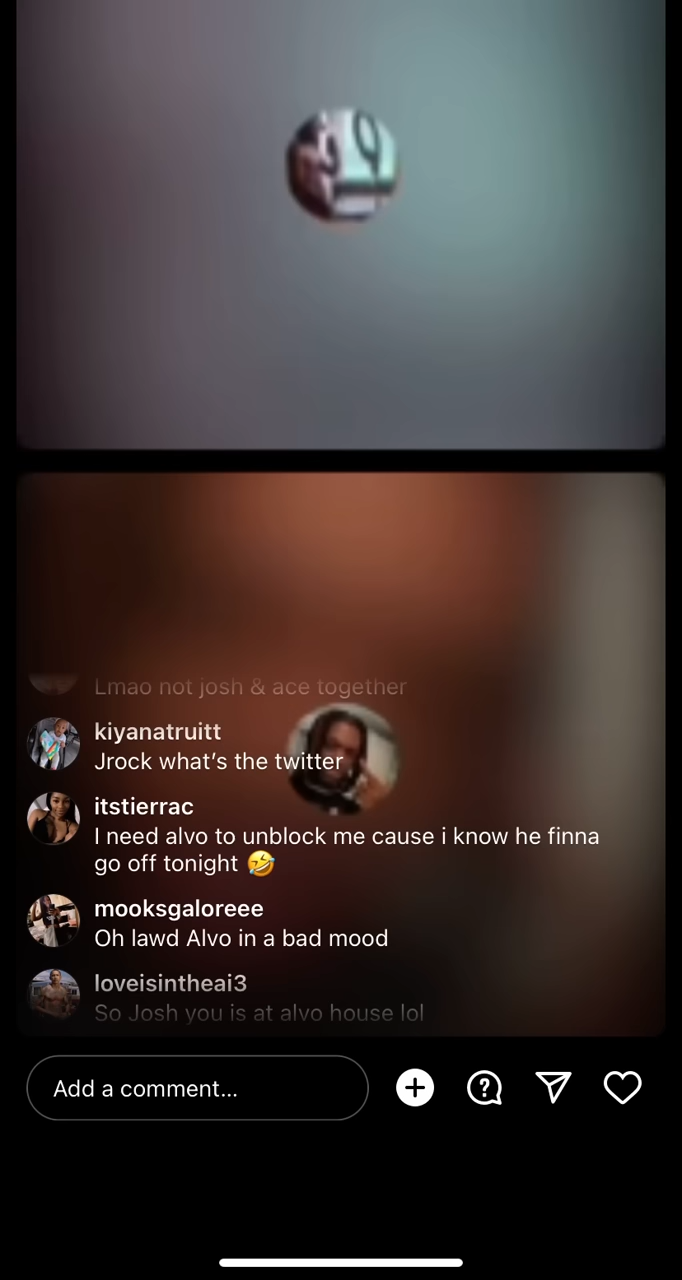 Lmao not josh & ace together
kiyanatruitt
Jrock what’s the twitter
itstierrac
I need alvo to unblock me cause i know he finna
go off tonight 🤣
mooksgaloreee
Oh lawd Alvo in a bad mood
loveisintheai3
So Josh you is at alvo house lol
Add a comment...